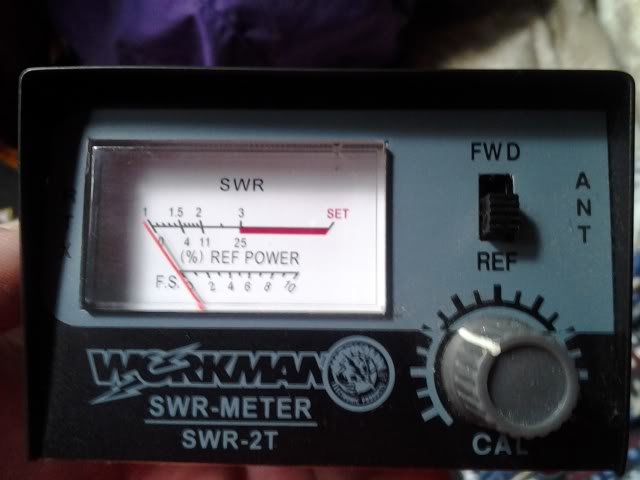 SWR
1 1.5 2 3 SET
0 4 11 25
(%) REF POWER
F.S. 2 4 6 8 10
FWD
REF
ANT
CAL
WORKMAN
SWR-METER
SWR-2T